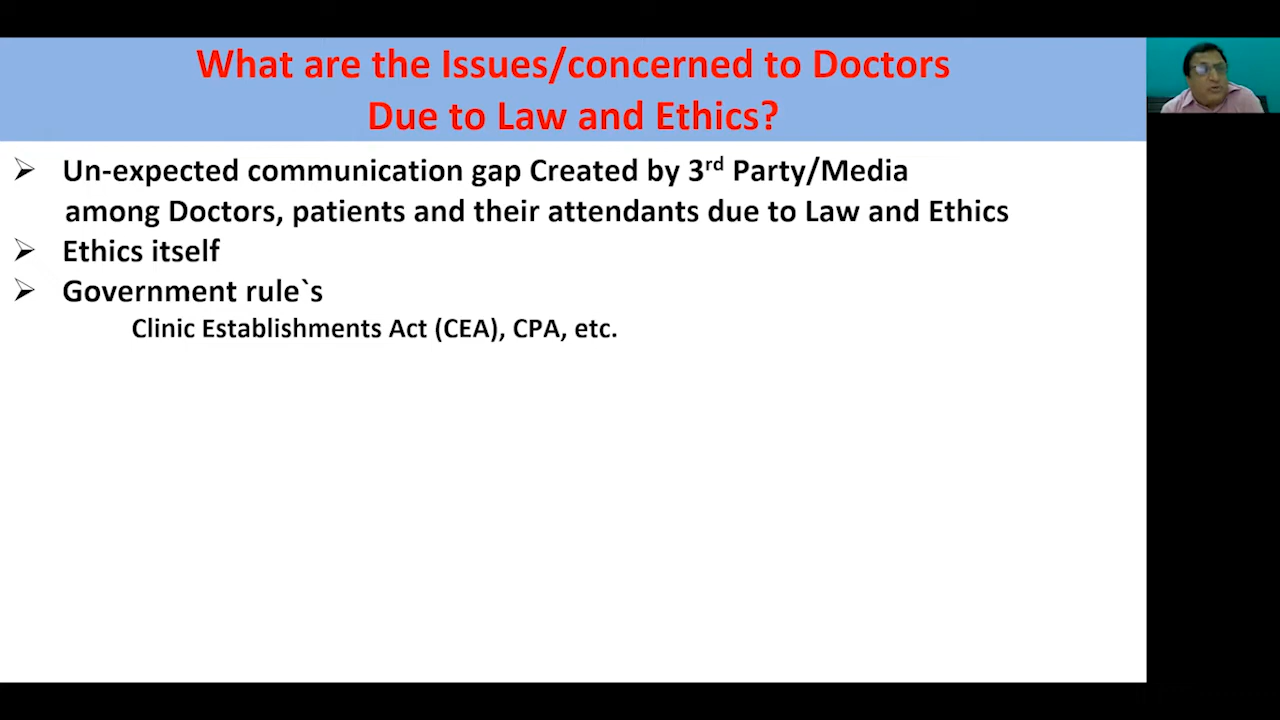 What are the Issues/concerned to Doctors
Due to Law and Ethics?
➢ Un-expected communication gap Created by 3rd Party/Media
among Doctors, patients and their attendants due to Law and Ethics
➢ Ethics itself
➢ Government rule`s
Clinic Establishments Act (CEA), CPA, etc.